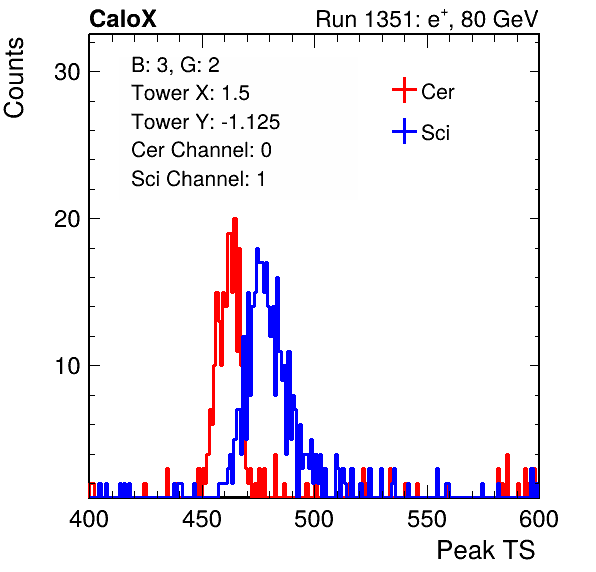 CaloX Run 1351: e⁺, 80 GeV
Counts
B: 3, G: 2
Tower X: 1.5
Tower Y: -1.125
Cer Channel: 0
Sci Channel: 1
Cer
Sci
30
20
10
400 450 500 550 600
Peak TS